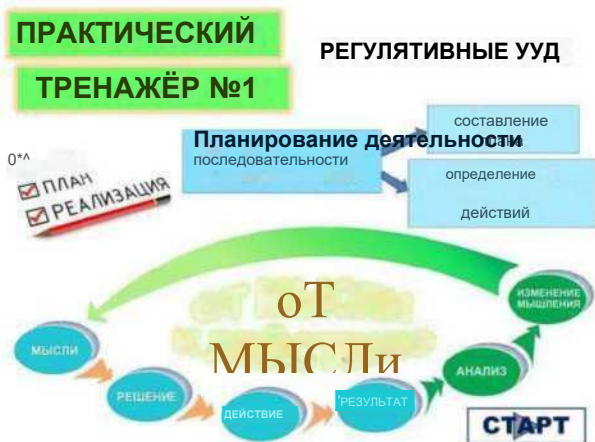 ПРАКТИЧЕСКИЙ
ТРЕНАЖЁР №1
РЕГУЛЯТИВНЫЕ УУД
Планирование деятельности
последовательности
составление
определение
действий
0*^
ПЛАН
РЕАЛИЗАЦИЯ
оТ
МЫСЛи
ИЗМЕНЕНИЕ
МЫШЛЕНИЯ
МЫСЛИ
РЕШЕНИЕ
ДЕЙСТВИЕ
'РЕЗУЛЬТАТ
АНАЛИЗ
СТАРТ